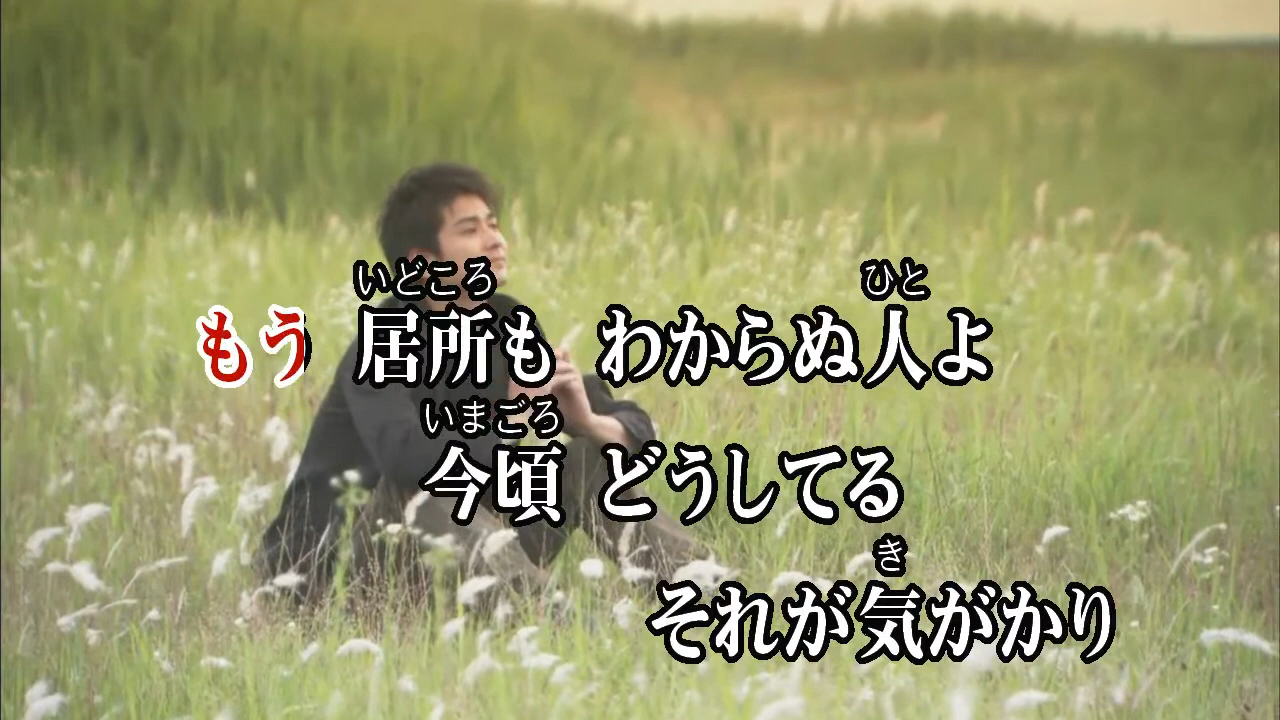 いどころ ひと
もう 居所も わからぬ人よ
いまごろ
今頃 どうしてる
き
それが気がかり